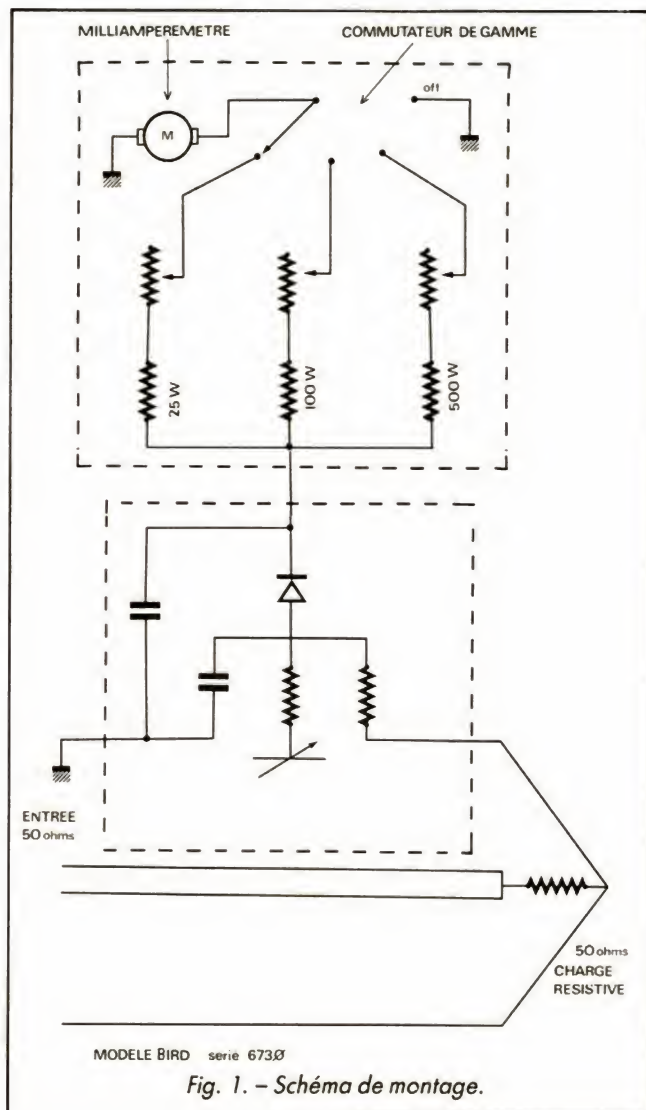 MILLIAMPEREMETRE
COMMUTATEUR DE GAMME
off
M
25 W
100 W
500 W
ENTREE
50 ohms
50 ohms
CHARGE
RESISTIVE
MODELE BIRD serie 673Ø
Fig. 1. – Schéma de montage.